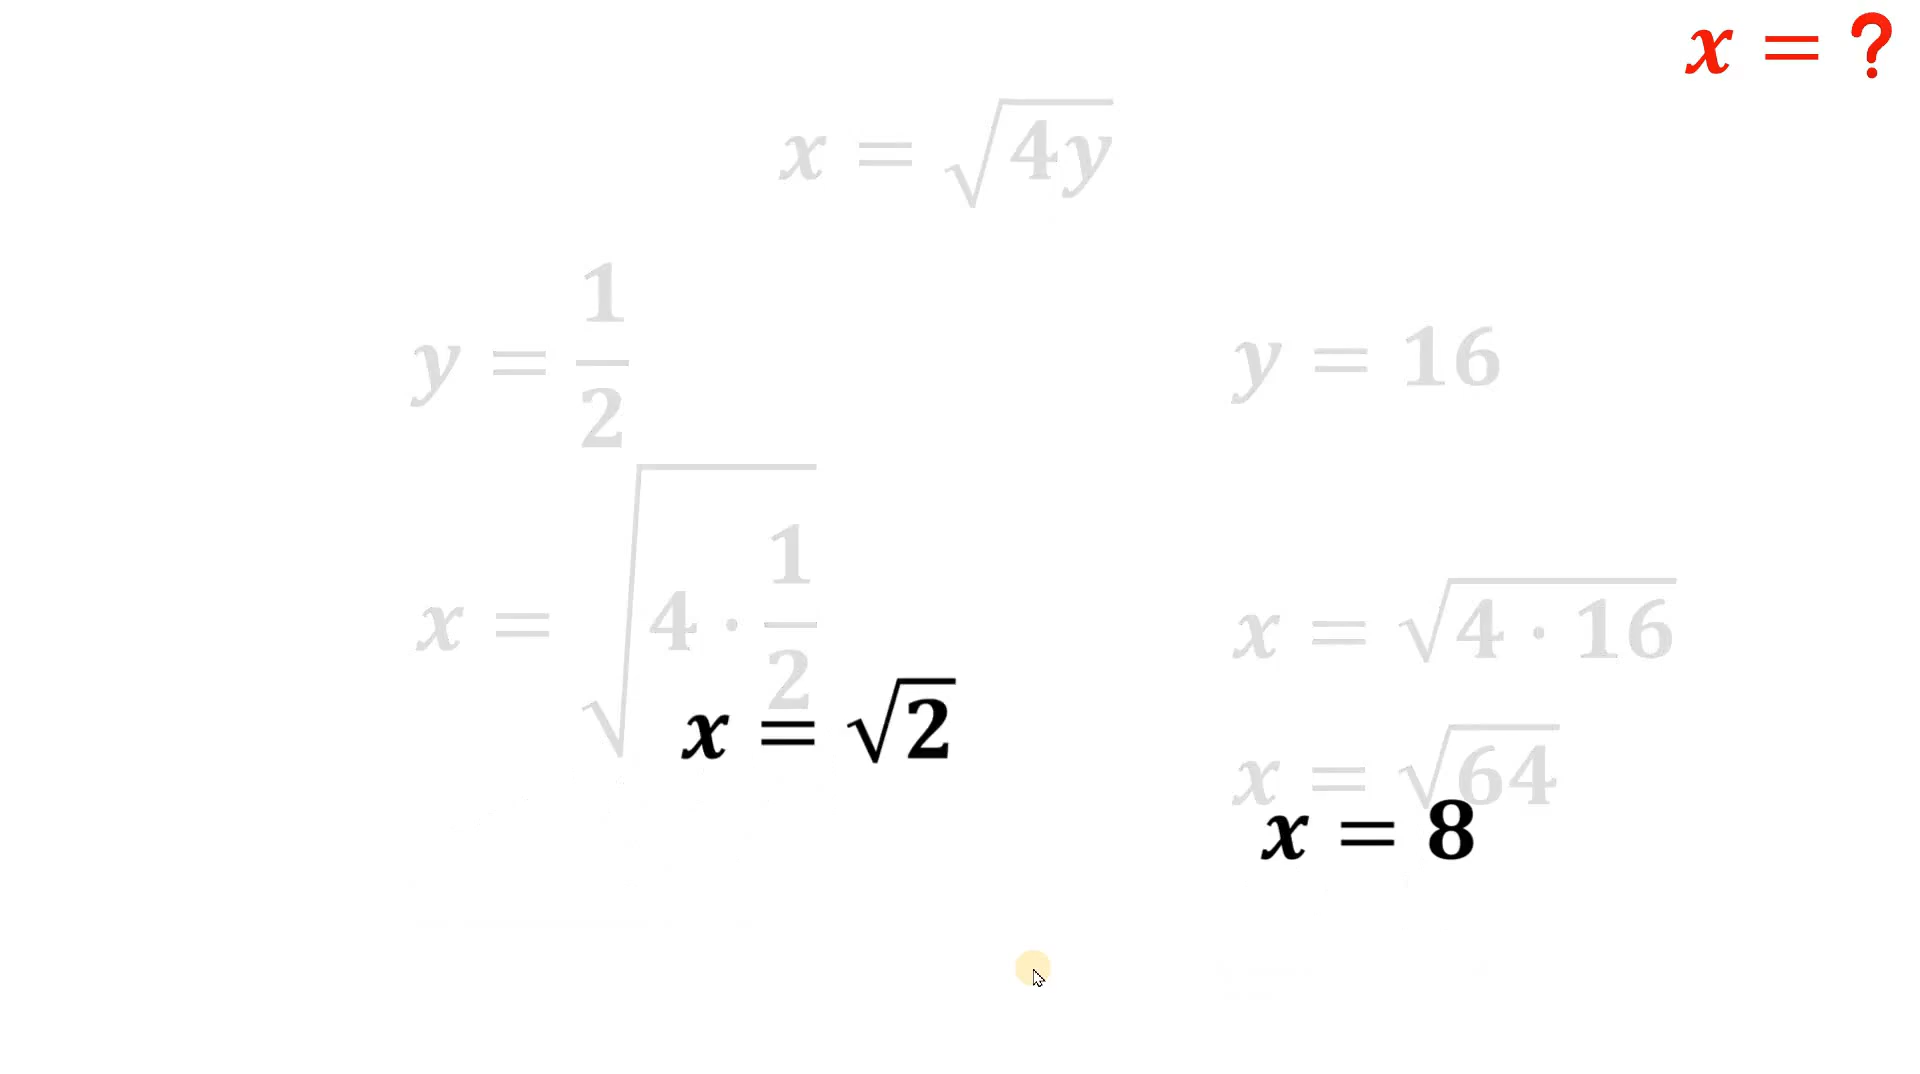 x = ?
x = √4y
y = 1/2
y = 16
x = √4 · 1/2
x = √4 · 16
x = √2
x = √64
x = 8